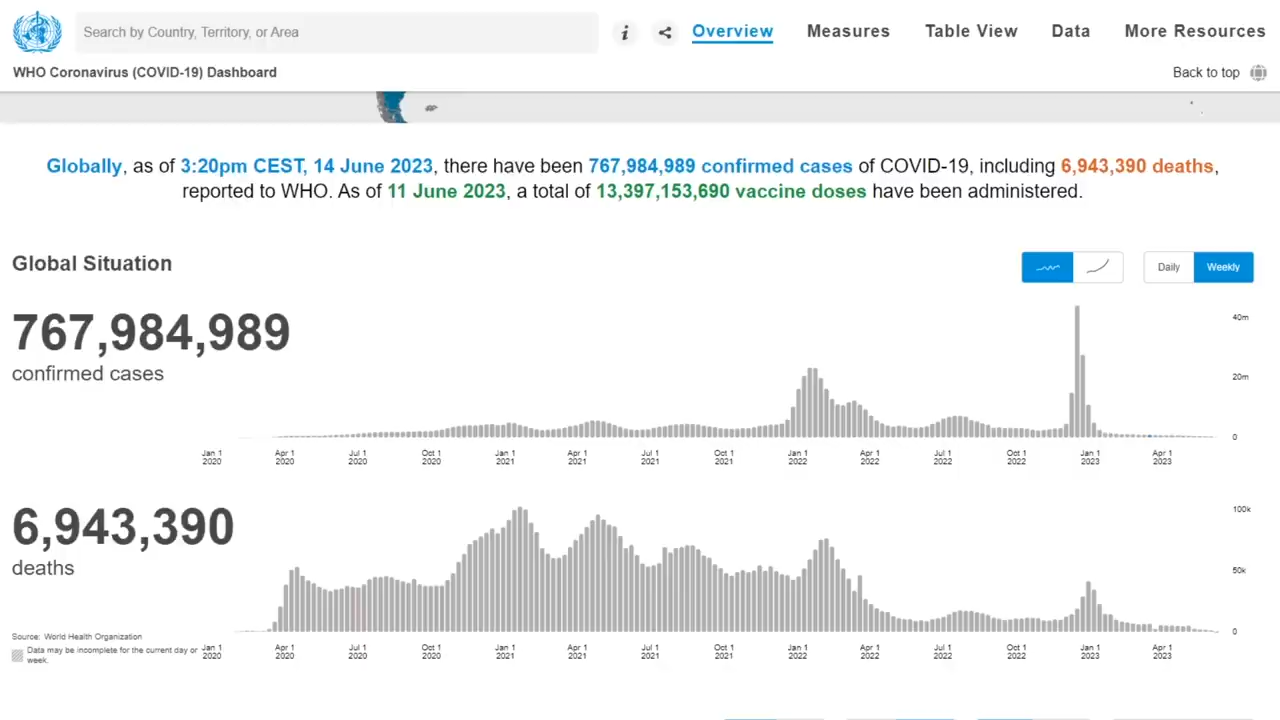 Search by Country, Territory, or Area
i
Overview
Measures
Table View
Data
More Resources
WHO Coronavirus (COVID-19) Dashboard
Back to top
Globally, as of 3:20pm CEST, 14 June 2023, there have been 767,984,989 confirmed cases of COVID-19, including 6,943,390 deaths,
reported to WHO. As of 11 June 2023, a total of 13,397,153,690 vaccine doses have been administered.
Global Situation
Daily
Weekly
767,984,989
confirmed cases
40m
20m
0
Jan 1 Apr 1 Jul 1 Oct 1 Jan 1 Apr 1 Jul 1 Oct 1 Jan 1 Apr 1 Jul 1 Oct 1 Jan 1 Apr 1
2020 2020 2020 2020 2021 2021 2021 2021 2022 2022 2022 2022 2023 2023
6,943,390
deaths
100k
50k
0
Source: World Health Organization
Data may be incomplete for the current day or
week.
Jan 1 Apr 1 Jul 1 Oct 1 Jan 1 Apr 1 Jul 1 Oct 1 Jan 1 Apr 1 Jul 1 Oct 1 Jan 1 Apr 1
2020 2020 2020 2020 2021 2021 2021 2021 2022 2022 2022 2022 2023 2023